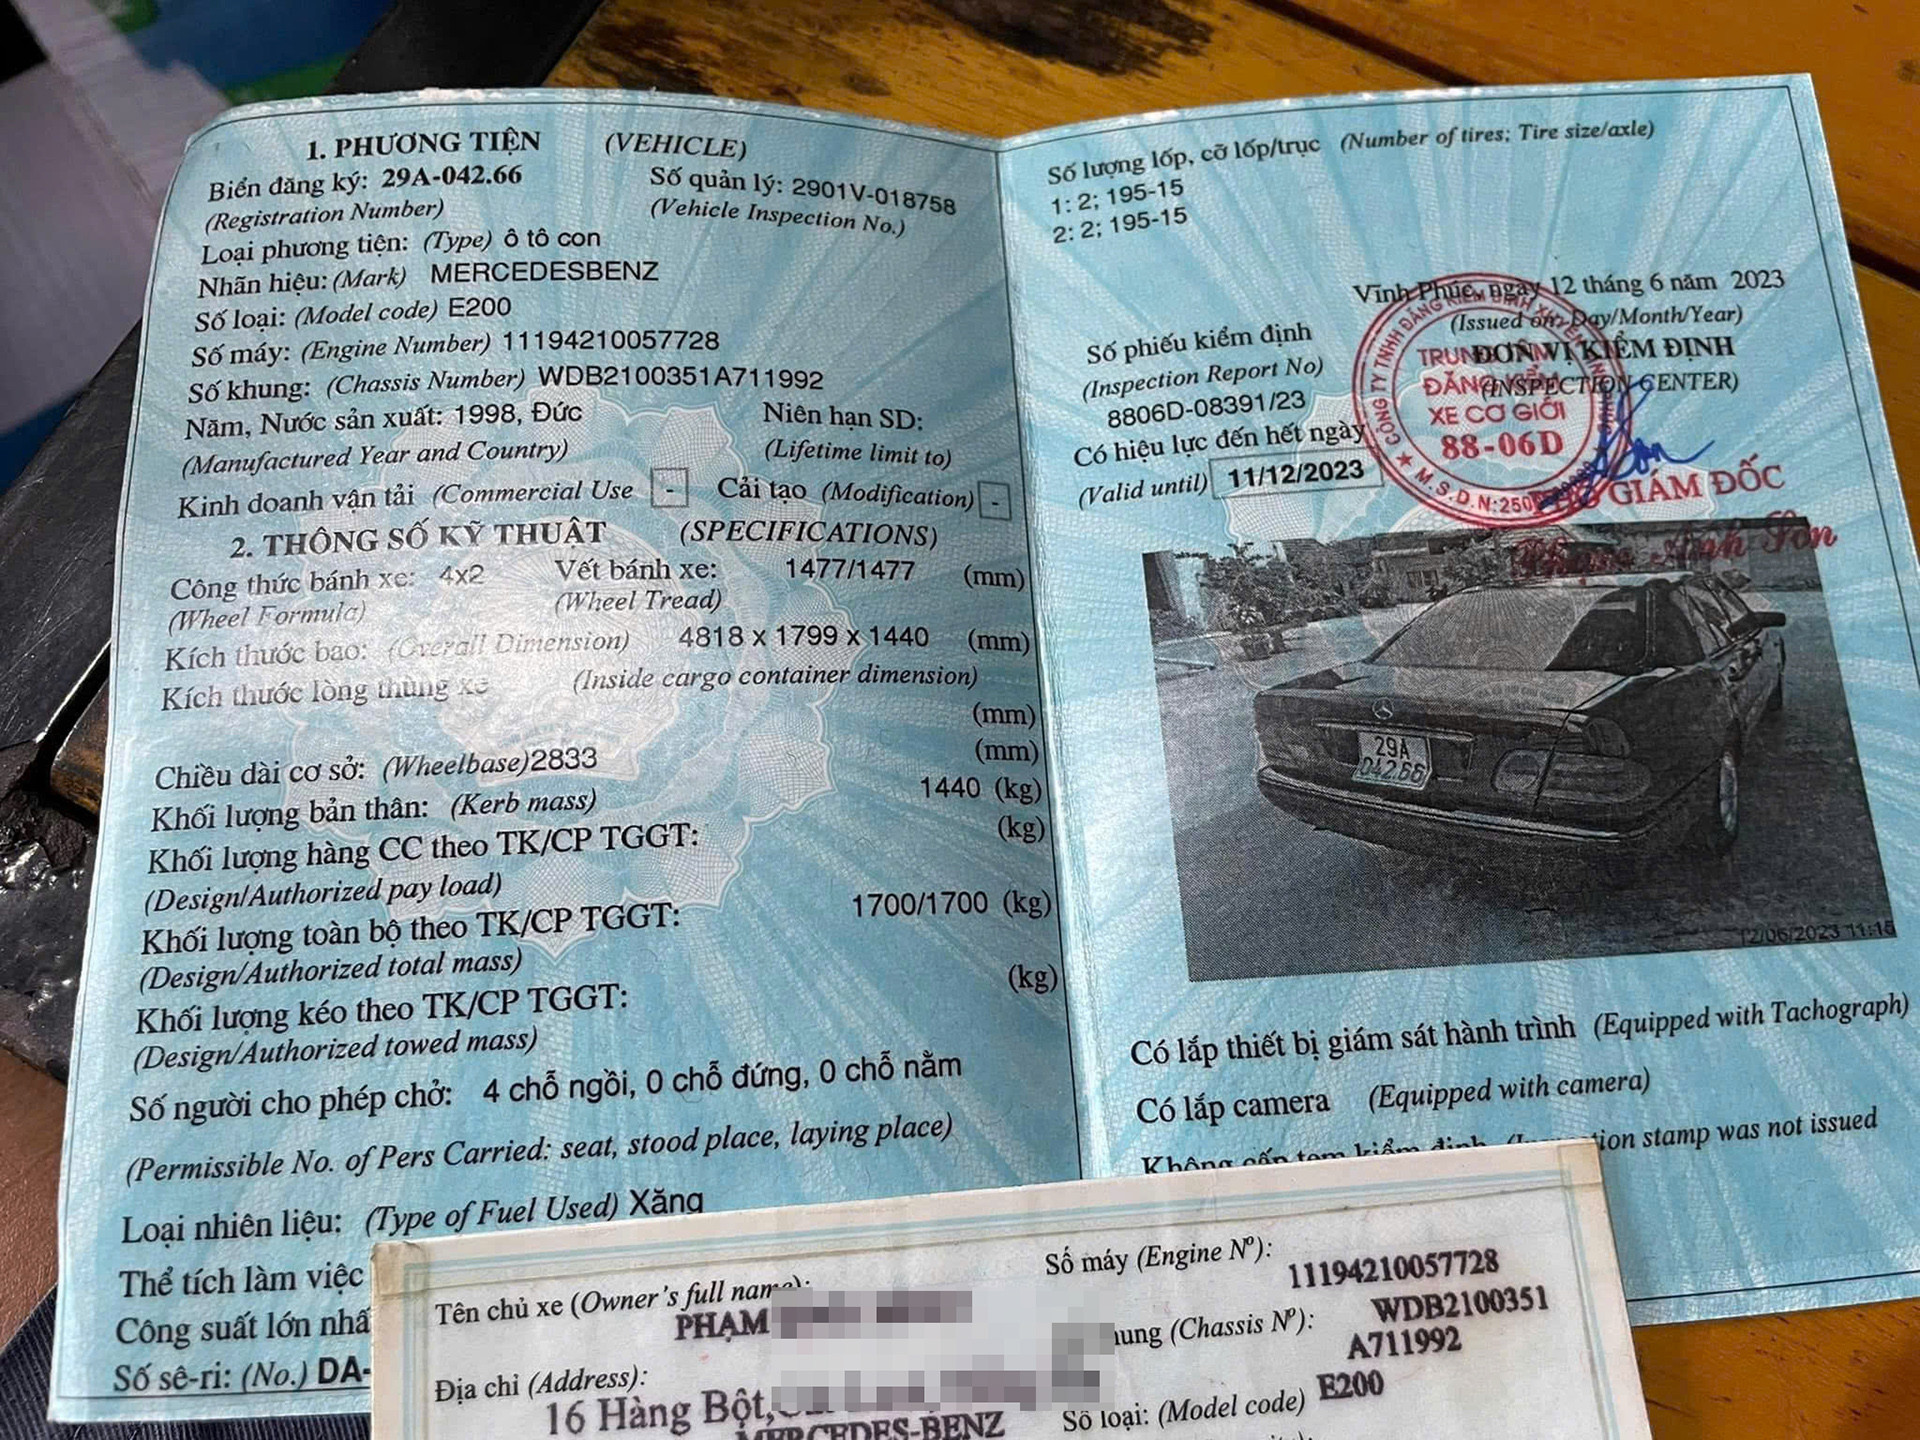 1. PHƯƠNG TIỆN (VEHICLE)
Biển đăng ký: 29A-042.66 Số quản lý: 2901V-018758
(Registration Number) (Vehicle Inspection No.)
Loại phương tiện: (Type) ô tô con
Nhãn hiệu: (Mark) MERCEDESBENZ
Số loại: (Model code) E200
Số máy: (Engine Number) 11194210057728
Số khung: (Chassis Number) WDB2100351A711992
Năm, Nước sản xuất: 1998, Đức Niên hạn SD:
(Manufactured Year and Country) (Lifetime limit to)
Kinh doanh vận tải (Commercial Use - Cải tạo (Modification) -
2. THÔNG SỐ KỸ THUẬT (SPECIFICATIONS)
Công thức bánh xe: 4x2 Vết bánh xe: 1477/1477 (mm)
(Wheel Formula) (Wheel Tread)
Kích thước bao: (Overall Dimension) 4818 x 1799 x 1440 (mm)
Kích thước lòng thùng xe (Inside cargo container dimension)
(mm)
Chiều dài cơ sở: (Wheelbase)2833 (mm)
Khối lượng bản thân: (Kerb mass) 1440 (kg)
Khối lượng hàng CC theo TK/CP TGGT: (kg)
(Design/Authorized pay load)
Khối lượng toàn bộ theo TK/CP TGGT: 1700/1700 (kg)
(Design/Authorized total mass)
Khối lượng kéo theo TK/CP TGGT: (kg)
(Design/Authorized towed mass)
Số người cho phép chở: 4 chỗ ngồi, 0 chỗ đứng, 0 chỗ nằm
(Permissible No. of Pers Carried: seat, stood place, laying place)
Loại nhiên liệu: (Type of Fuel Used) Xăng
Thể tích làm việc
Công suất lớn nhấ
Số sê-ri: (No.) DA-
Số lượng lốp, cỡ lốp/trục (Number of tires; Tire size/axle)
1: 2; 195-15
2: 2; 195-15
Vĩnh Phúc, ngày 12 tháng 6 năm 2023
(Issued on: Day/Month/Year)
Số phiếu kiểm định
(Inspection Report No)
8806D-08391/23
Có hiệu lực đến hết ngày
(Valid until) 11/12/2023
ĐƠN VỊ KIỂM ĐỊNH
(INSPECTION CENTER)
TRUNG TÂM
ĐĂNG KIỂM
XE CƠ GIỚI
88-06D
GIÁM ĐỐC
29A
042.66
12/06/2023 11:15
Có lắp thiết bị giám sát hành trình (Equipped with Tachograph)
Có lắp camera (Equipped with camera)
Không cấp tem kiểm định tion stamp was not issued
Tên chủ xe (Owner's full name):
PHẠM
Địa chỉ (Address):
16 Hàng Bột,
MERCEDES-BENZ
Số máy (Engine Nº): 11194210057728
hung (Chassis Nº): WDB2100351
A711992
Số loại: (Model code) E200